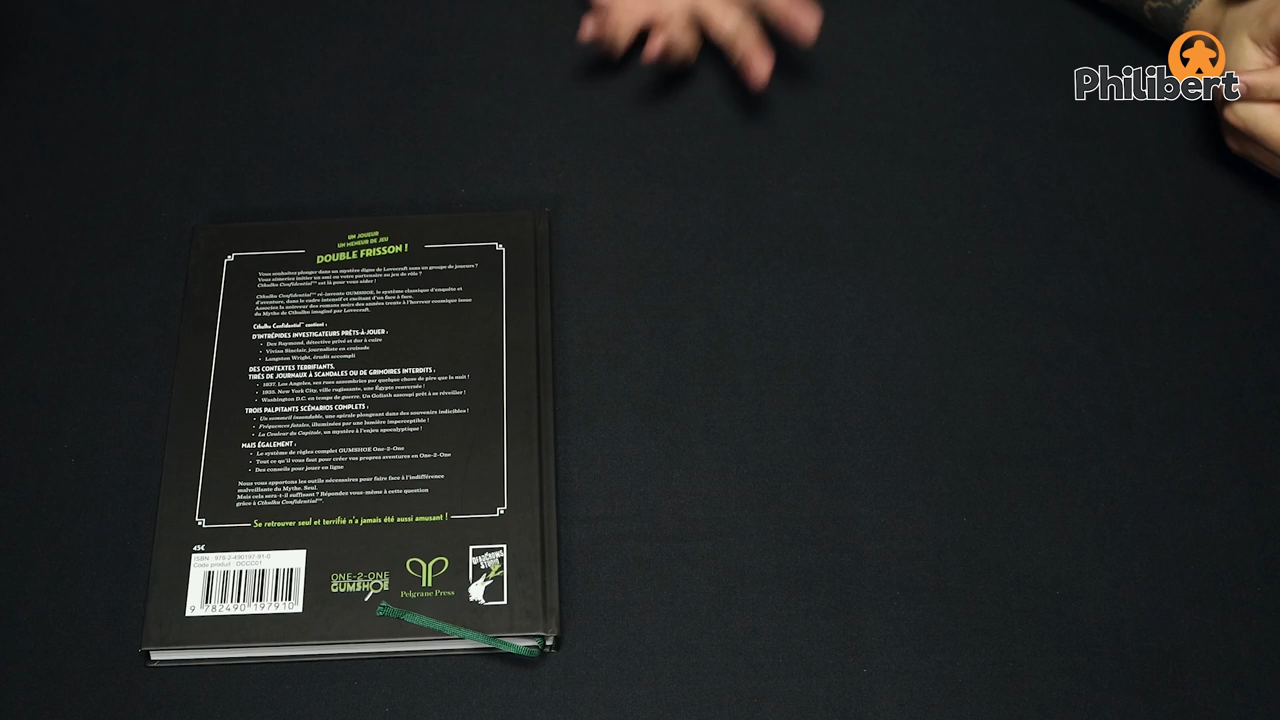 Philibert
UN JOUEUR
UN MENEUR DE JEU
DOUBLE FRISSON !
Vous souhaitez plonger dans un mystère digne de Lovecraft sans un groupe de joueurs ?
Vous aimeriez initier un ami ou votre partenaire au jeu de rôle ?
Cthulhu Confidential™ est là pour vous aider !
Cthulhu Confidential™ ré-invente GUMSHOE, le système classique d'enquête et
d'aventure, dans le cadre intensif et excitant d'un face à face.
Associez la noirceur des romans noirs des années trente à l'horreur cosmique issue
du Mythe de Cthulhu imaginé par Lovecraft.
Cthulhu Confidential™ contient :
D'INTRÉPIDES INVESTIGATEURS PRÊTS-À-JOUER :
• Dex Raymond, détective privé et dur à cuire
• Vivian Sinclair, journaliste en croisade
• Langston Wright, érudit accompli
DES CONTEXTES TERRIFIANTS,
TIRÉS DE JOURNAUX À SCANDALES OU DE GRIMOIRES INTERDITS :
• 1937. Los Angeles, ses rues assombries par quelque chose de pire que la nuit !
• 1935. New York City, ville rugissante, une Égypte renversée !
• Washington D.C. en temps de guerre. Un Goliath assoupi prêt à se réveiller !
TROIS PALPITANTS SCÉNARIOS COMPLETS :
• Un sommeil insondable, une spirale plongeant dans des souvenirs indicibles !
• Fréquences fatales, illuminées par une lumière imperceptible !
• La Couleur du Capitole, un mystère à l'enjeu apocalyptique !
MAIS ÉGALEMENT :
• Le système de règles complet GUMSHOE One-2-One
• Tout ce qu'il vous faut pour créer vos propres aventures en One-2-One
• Des conseils pour jouer en ligne
Nous vous apportons les outils nécessaires pour faire face à l'indifférence
malveillante du Mythe. Seul.
Mais cela sera-t-il suffisant ? Répondez vous-même à cette question
grâce à Cthulhu Confidential™.
Se retrouver seul et terrifié n'a jamais été aussi amusant !
45€
ISBN : 978-2-490197-91-0
Code produit : DCCC01
9 782490 197910
ONE-2-ONE
GUMSHOE
Pelgrane Press